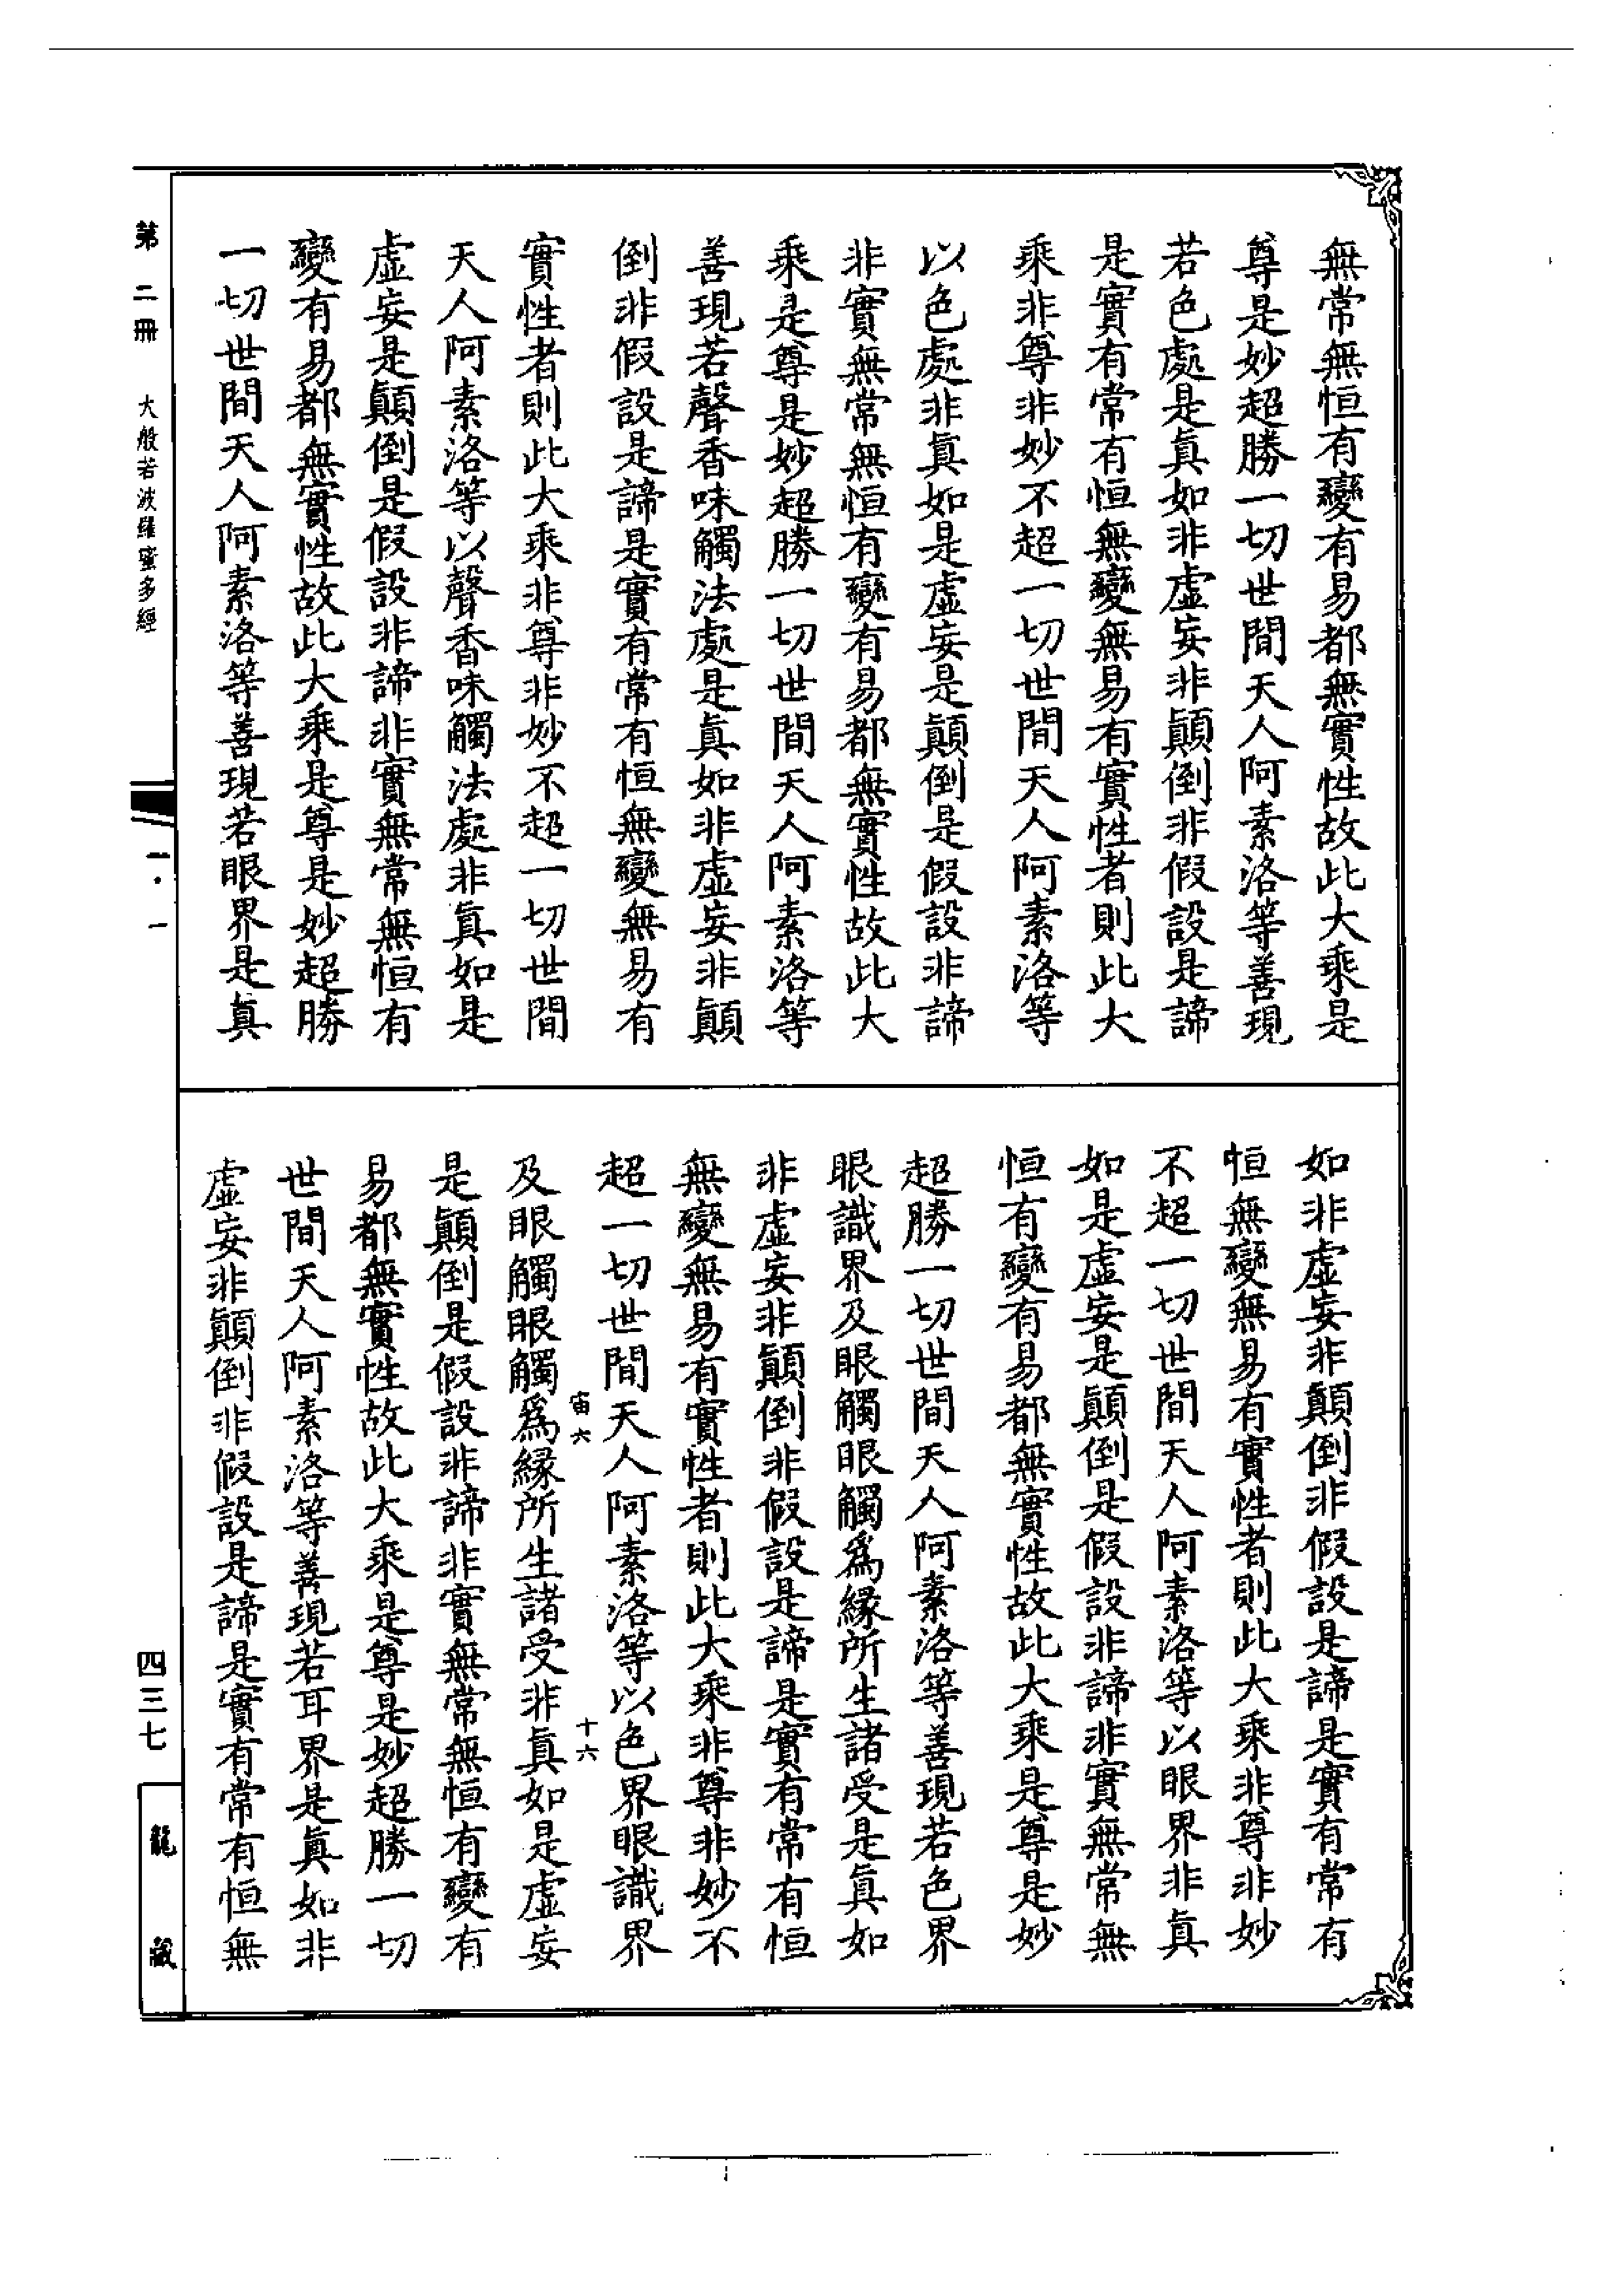 無常無恒有變有易都無實性故此大乘是
尊是妙超勝一切世間天人阿素洛等善現
若色處是真如非虛妄非顛倒非假設是諦
是實有常有恒無變無易有實性者則此大
乘非尊非妙不超一切世間天人阿素洛等
以色處非真如是虛妄是顛倒是假設非諦
非實無常無恒有變有易都無實性故此大
乘是尊是妙超勝一切世間天人阿素洛等
善現若聲香味觸法處是真如非虛妄非顛
倒非假設是諦是實有常有恒無變無易有
實性者則此大乘非尊非妙不超一切世間
天人阿素洛等以聲香味觸法處非真如是
虛妄是顛倒是假設非諦非實無常無恒有
變有易都無實性故此大乘是尊是妙超勝
一切世間天人阿素洛等善現若眼界是真
如非虛妄非顛倒非假設是諦是實有常有
恒無變無易有實性者則此大乘非尊非妙
不超一切世間天人阿素洛等以眼界非真
如是虛妄是顛倒是假設非諦非實無常無
恒有變有易都無實性故此大乘是尊是妙
超勝一切世間天人阿素洛等善現若色界
眼識界及眼觸眼觸爲緣所生諸受是真如
非虛妄非顛倒非假設是諦是實有常有恒
無變無易有實性者則此大乘非尊非妙不
超一切世間天人阿素洛等以色界眼識界
宙六 十六
及眼觸眼觸爲緣所生諸受非真如是虛妄
是顛倒是假設非諦非實無常無恒有變有
易都無實性故此大乘是尊是妙超勝一切
世間天人阿素洛等善現若耳界是真如非
虛妄非顛倒非假設是諦是實有常有恒無
第二冊 大般若波羅蜜多經 一·一 四三七 龍藏